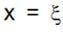 x = ξ